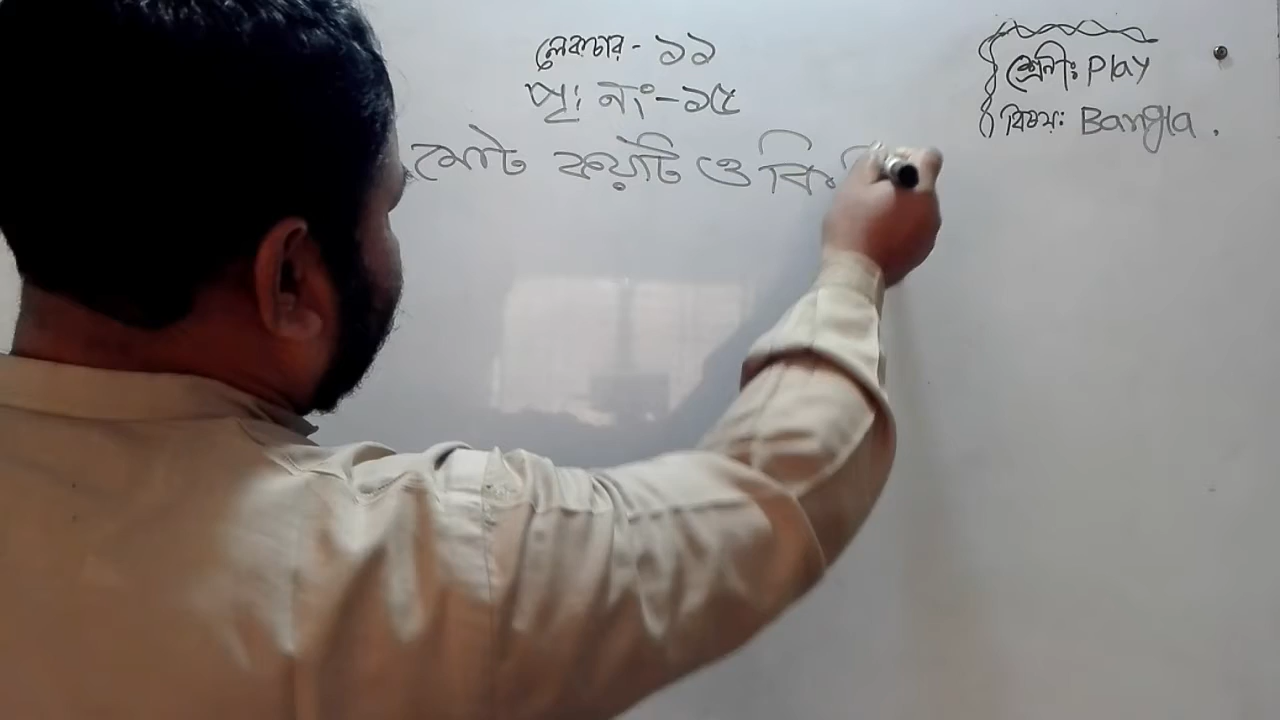 লেকচার - ১১
পৃ: নং - ১৫
মোট কয়টি ও কি
শ্রেণী: Play
বিষয়: Bangla.